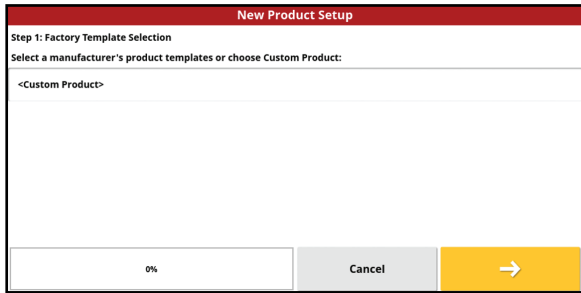 New Product Setup
Step 1: Factory Template Selection
Select a manufacturer's product templates or choose Custom Product:
<Custom Product>
0%
Cancel